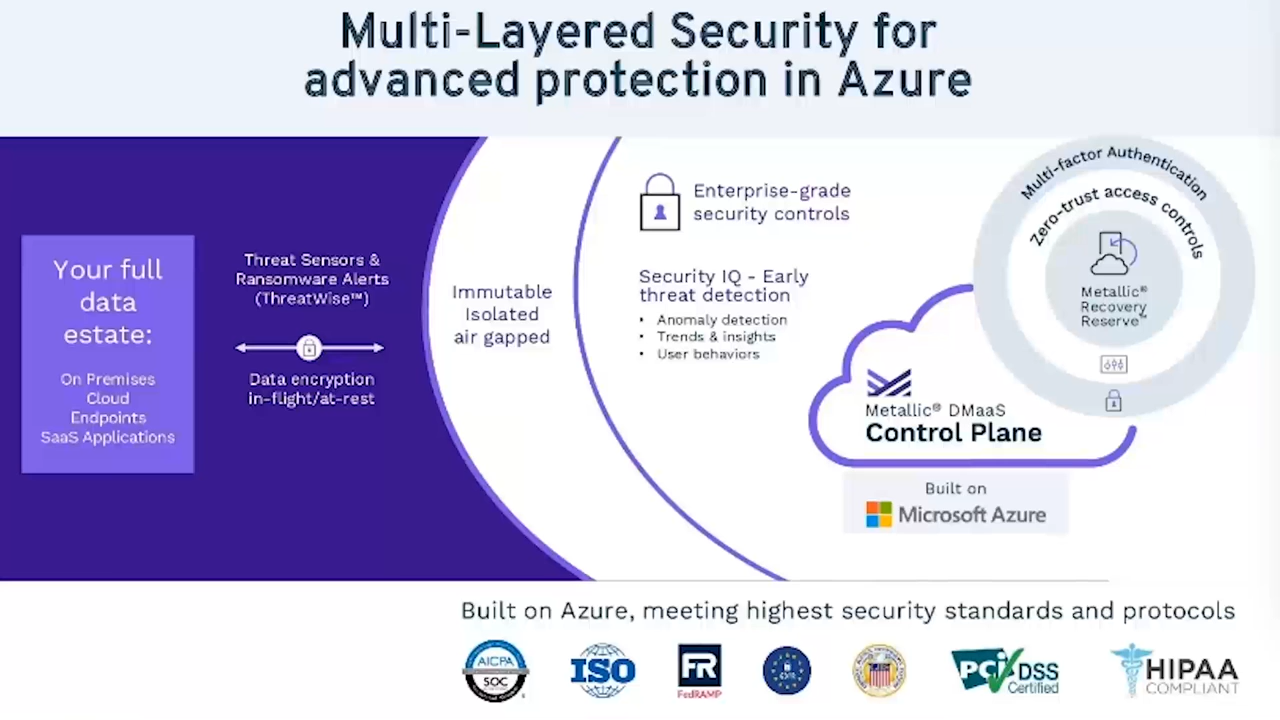 Multi-Layered Security for
advanced protection in Azure
Your full
data
estate:
On Premises
Cloud
Endpoints
SaaS Applications
Threat Sensors &
Ransomware Alerts
(ThreatWise™)
Data encryption
in-flight/at-rest
Immutable
Isolated
air gapped
Enterprise-grade
security controls
Security IQ - Early
threat detection
• Anomaly detection
• Trends & insights
• User behaviors
Multi-factor Authentication
Zero-trust access controls
Metallic®
Recovery
Reserve™
Metallic® DMaaS
Control Plane
Built on
Microsoft Azure
Built on Azure, meeting highest security standards and protocols
AICPA
SOC
ISO
FR
FedRAMP
PCI DSS
Certified
HIPAA
COMPLIANT